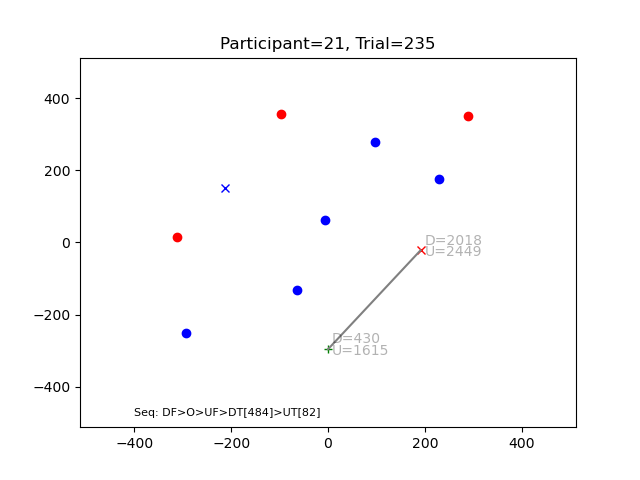 Participant=21, Trial=235
400
200
0
−200
−400
D=2018
U=2449
D=430
U=1615
Seq: DF>O>UF>DT[484]>UT[82]
−400 −200 0 200 400